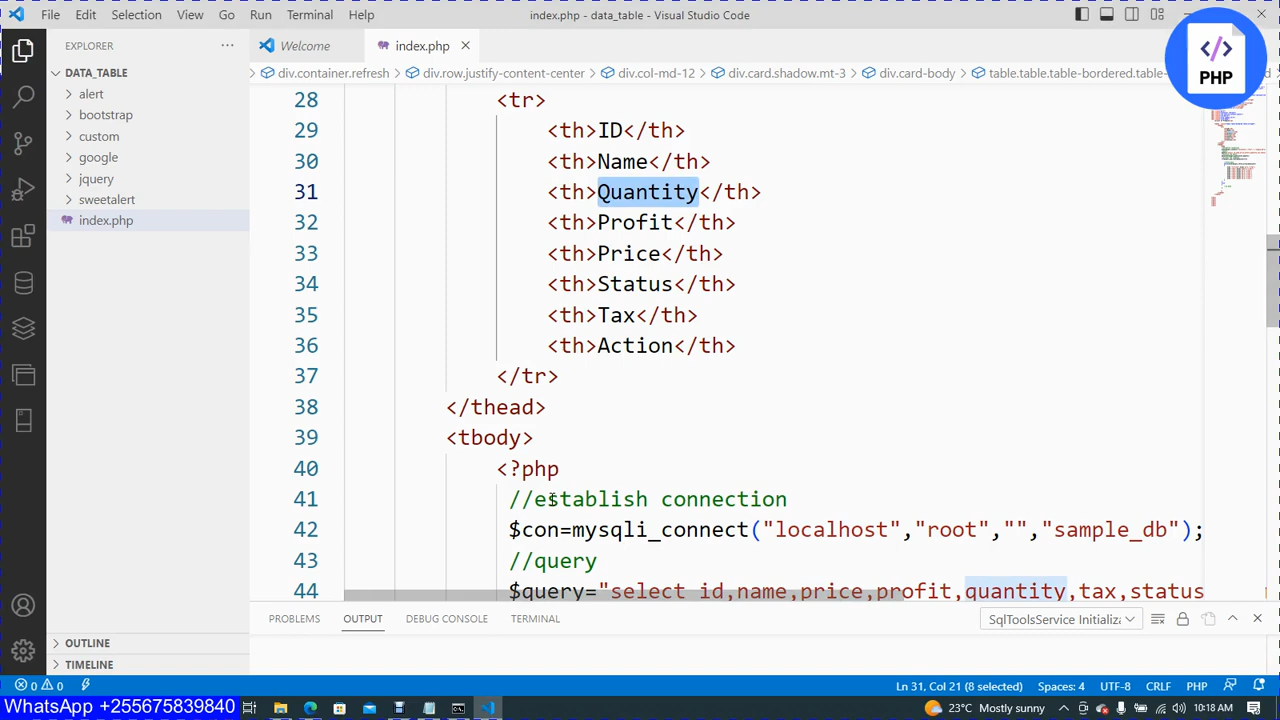 File Edit Selection View Go Run Terminal Help index.php - data_table - Visual Studio Code
EXPLORER
Welcome index.php
</>
PHP
DATA_TABLE
div.container.refresh div.row.justify-content-center div.col-md-12 div.card.shadow.mt-3 div.card-body table.table.table-bordered.table-
alert
bootstrap
custom
google
jquery
sweetalert
index.php
28 <tr>
29 <th>ID</th>
30 <th>Name</th>
31 <th>Quantity</th>
32 <th>Profit</th>
33 <th>Price</th>
34 <th>Status</th>
35 <th>Tax</th>
36 <th>Action</th>
37 </tr>
38 </thead>
39 <tbody>
40 <?php
41 //establish connection
42 $con=mysqli_connect("localhost","root","","sample_db");
43 //query
44 $query="select id,name,price,profit,quantity,tax,status
PROBLEMS OUTPUT DEBUG CONSOLE TERMINAL SqlToolsService Initializa
OUTLINE
TIMELINE
0 0 Ln 31, Col 21 (8 selected) Spaces: 4 UTF-8 CRLF PHP
WhatsApp +255675839840 23°C Mostly sunny 10:18 AM